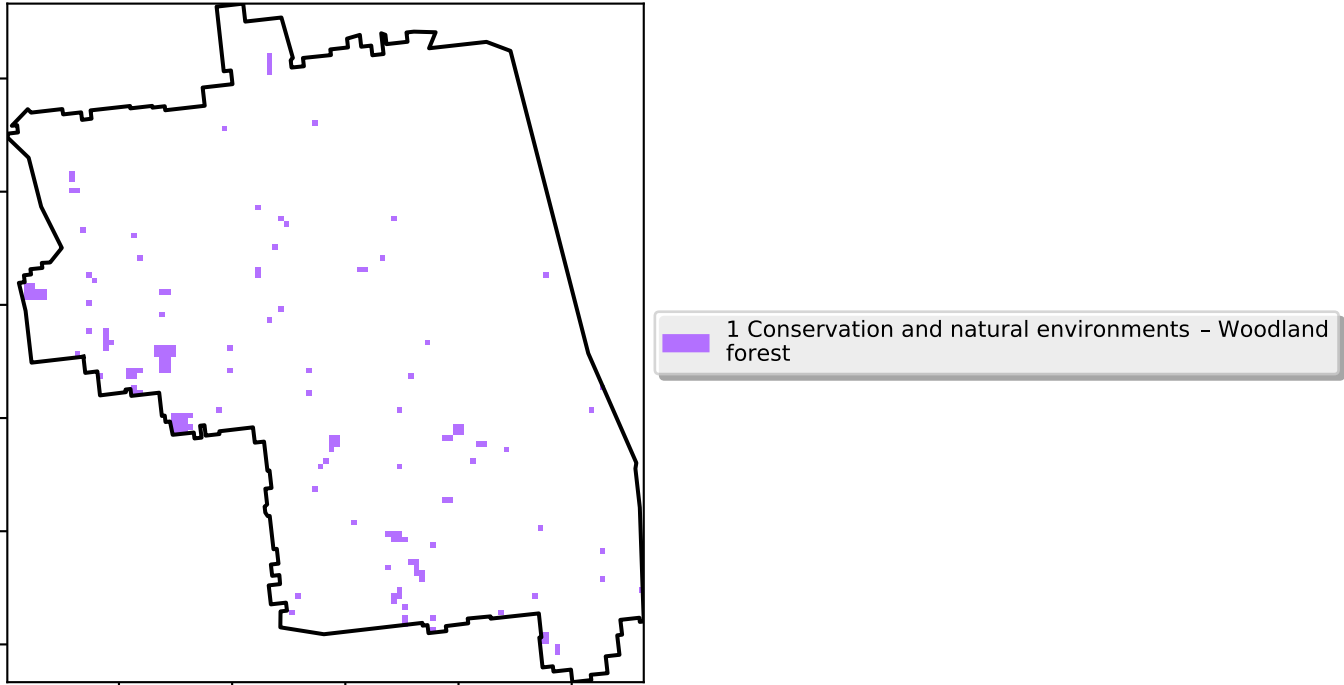 1 Conservation and natural environments – Woodland
forest